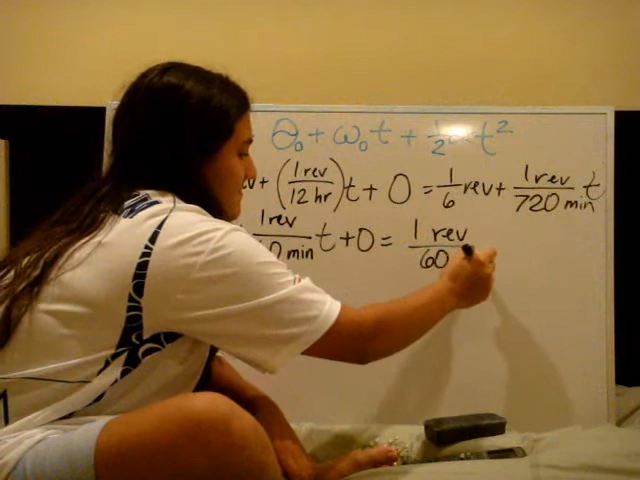 θ₀ + ω₀t + ½ t²
+ (1 rev / 12 hr)t + 0 = 1/6 rev + 1 rev / 720 min t
1 rev / min t + 0 = 1 rev / 60